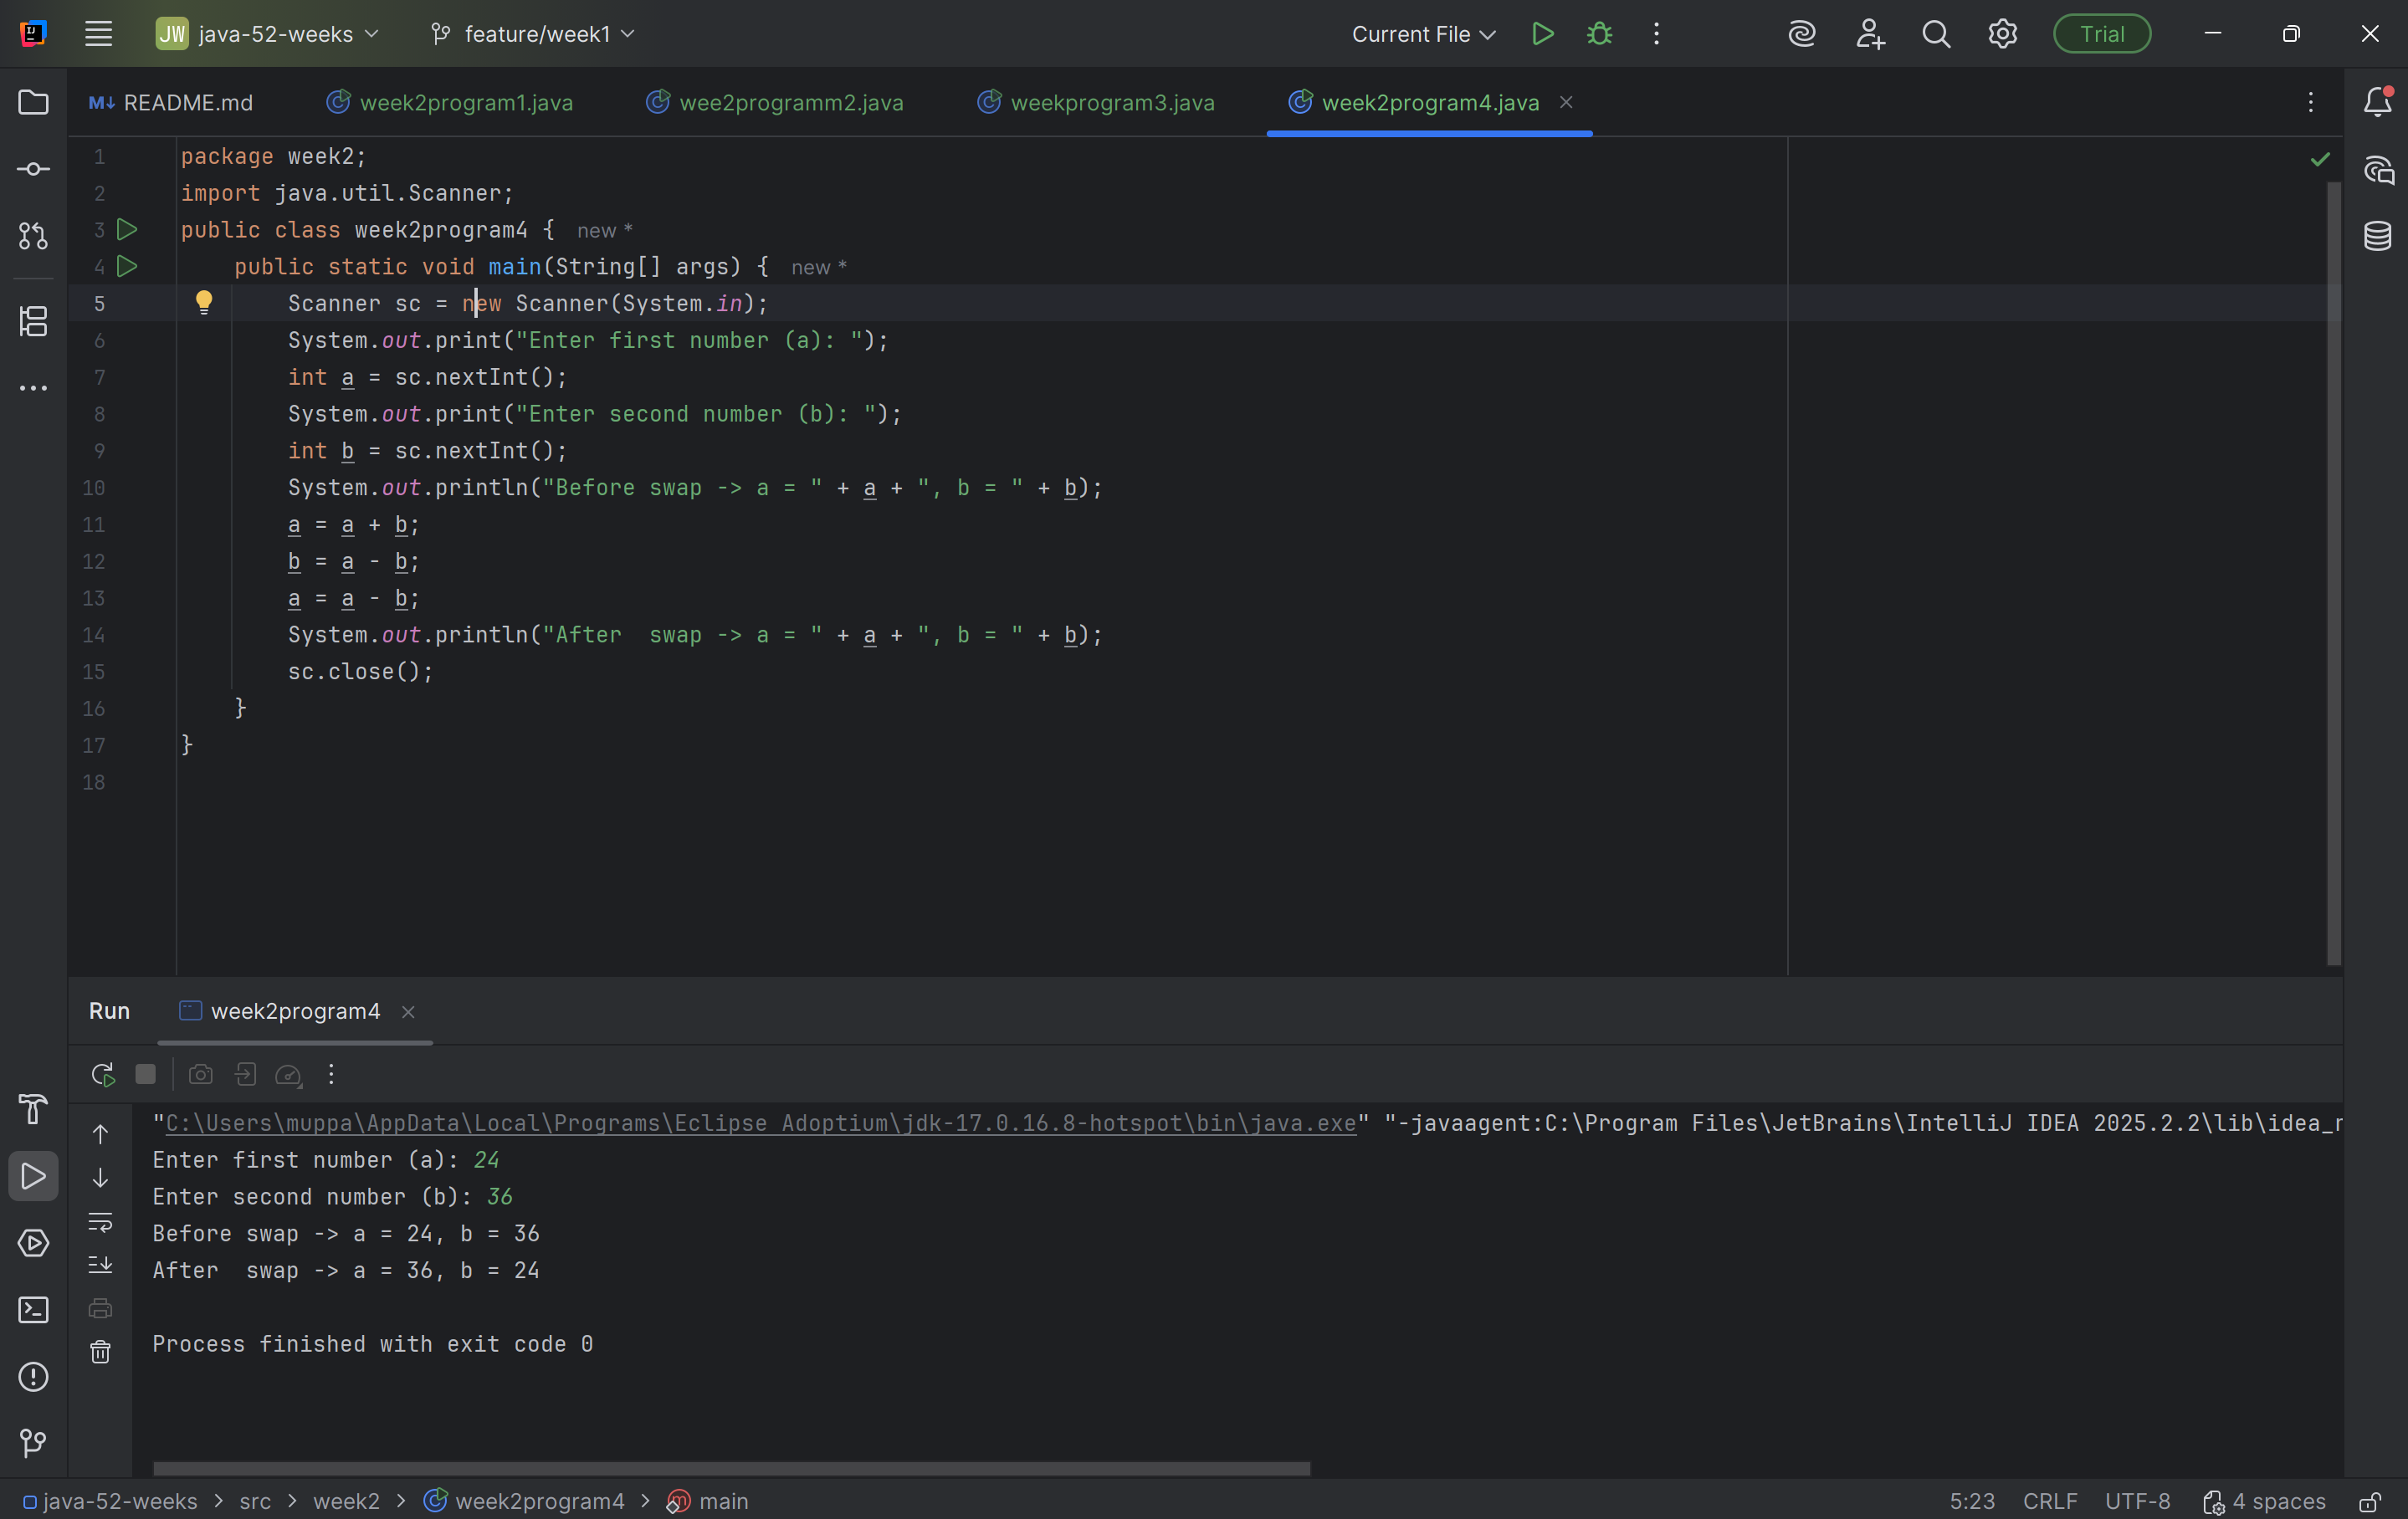 JW java-52-weeks feature/week1 Current File Trial
README.md week2program1.java wee2programm2.java weekprogram3.java week2program4.java
1 package week2;
2 import java.util.Scanner;
3 public class week2program4 { new *
4 public static void main(String[] args) { new *
5 Scanner sc = new Scanner(System.in);
6 System.out.print("Enter first number (a): ");
7 int a = sc.nextInt();
8 System.out.print("Enter second number (b): ");
9 int b = sc.nextInt();
10 System.out.println("Before swap -> a = " + a + ", b = " + b);
11 a = a + b;
12 b = a - b;
13 a = a - b;
14 System.out.println("After  swap -> a = " + a + ", b = " + b);
15 sc.close();
16 }
17 }
18
Run week2program4
"C:\Users\muppa\AppData\Local\Programs\Eclipse Adoptium\jdk-17.0.16.8-hotspot\bin\java.exe" "-javaagent:C:\Program Files\JetBrains\IntelliJ IDEA 2025.2.2\lib\idea_r
Enter first number (a): 24
Enter second number (b): 36
Before swap -> a = 24, b = 36
After  swap -> a = 36, b = 24
Process finished with exit code 0
java-52-weeks > src > week2 > week2program4 > main 5:23 CRLF UTF-8 4 spaces